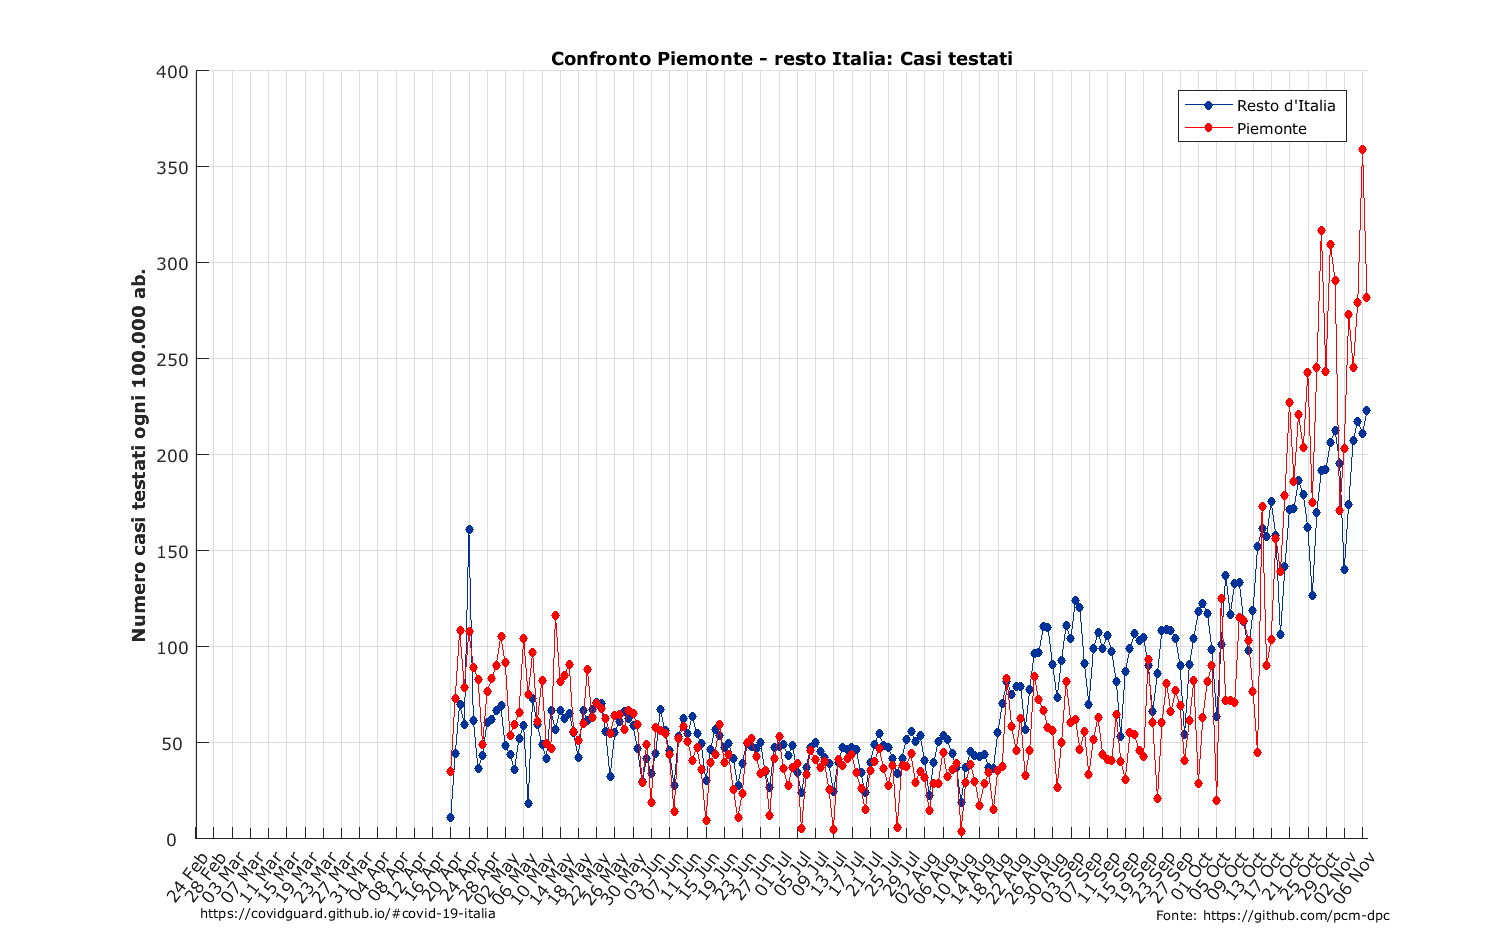 Confronto Piemonte - resto Italia: Casi testati
Resto d'Italia
Piemonte
Numero casi testati ogni 100.000 ab.
400
350
300
250
200
150
100
50
0
24 Feb
28 Feb
03 Mar
07 Mar
11 Mar
15 Mar
19 Mar
23 Mar
27 Mar
31 Mar
04 Apr
08 Apr
12 Apr
16 Apr
20 Apr
24 Apr
28 Apr
02 May
06 May
10 May
14 May
18 May
22 May
26 May
30 May
03 Jun
07 Jun
11 Jun
15 Jun
19 Jun
23 Jun
27 Jun
01 Jul
05 Jul
09 Jul
13 Jul
17 Jul
21 Jul
25 Jul
29 Jul
02 Aug
06 Aug
10 Aug
14 Aug
18 Aug
22 Aug
26 Aug
30 Aug
03 Sep
07 Sep
11 Sep
15 Sep
19 Sep
23 Sep
27 Sep
01 Oct
05 Oct
09 Oct
13 Oct
17 Oct
21 Oct
25 Oct
29 Oct
02 Nov
06 Nov
https://covidguard.github.io/#covid-19-italia
Fonte: https://github.com/pcm-dpc